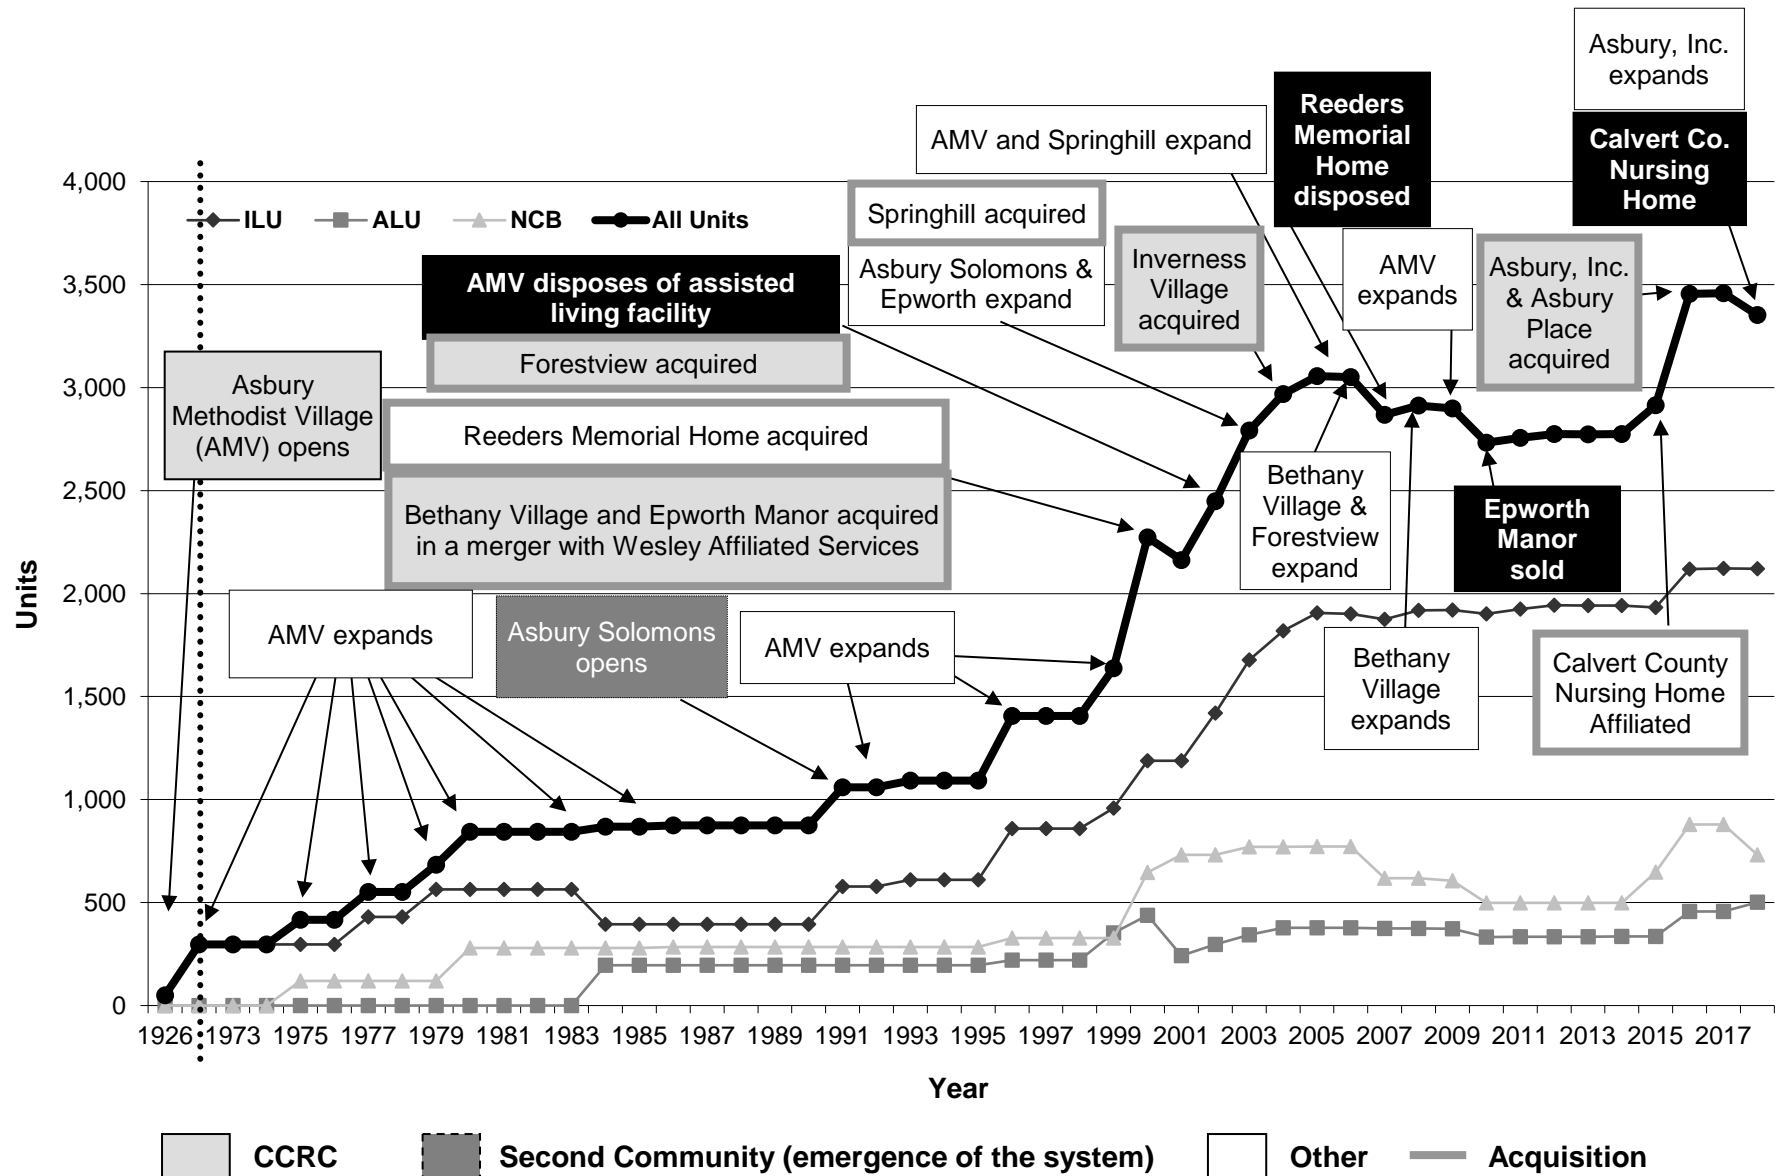 Asbury, Inc.
expands
Reeders
Memorial
Home
disposed
AMV and Springhill expand
Calvert Co.
Nursing
Home
4,000
3,500
3,000
2,500
2,000
1,500
1,000
500
0
Units
ILU ALU NCB All Units
Springhill acquired
Asbury Solomons &
Epworth expand
Inverness
Village
acquired
AMV
expands
Asbury, Inc.
& Asbury
Place
acquired
AMV disposes of assisted
living facility
Forestview acquired
Asbury
Methodist Village
(AMV) opens
Reeders Memorial Home acquired
Bethany Village and Epworth Manor acquired
in a merger with Wesley Affiliated Services
Bethany
Village &
Forestview
expand
Epworth
Manor
sold
AMV expands
Asbury Solomons
opens
AMV expands
Bethany
Village
expands
Calvert County
Nursing Home
Affiliated
1926 1973 1975 1977 1979 1981 1983 1985 1987 1989 1991 1993 1995 1997 1999 2001 2003 2005 2007 2009 2011 2013 2015 2017
Year
CCRC Second Community (emergence of the system) Other Acquisition